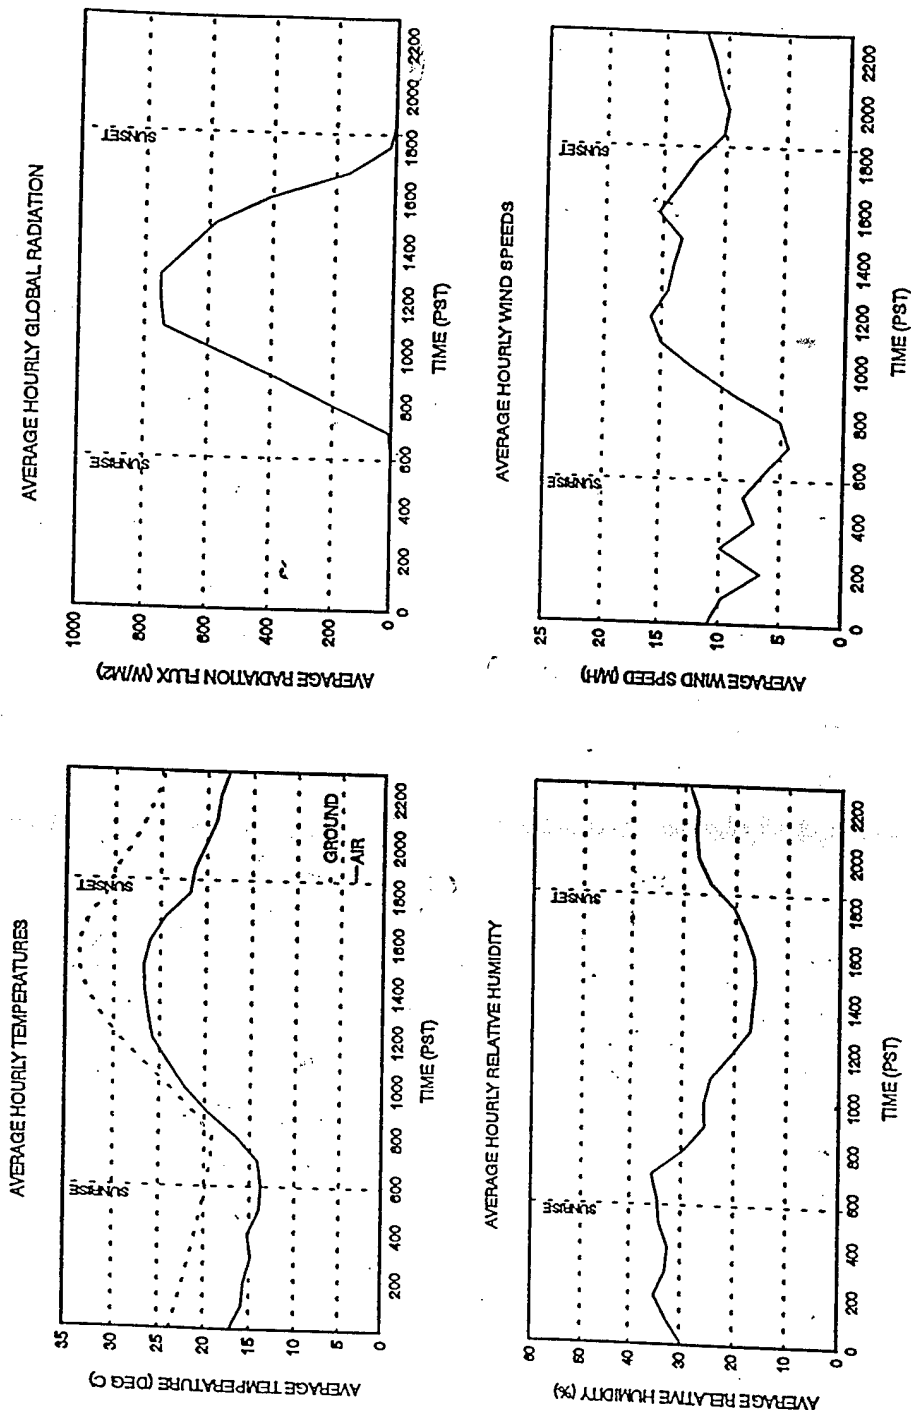 AVERAGE HOURLY TEMPERATURES
AVERAGE TEMPERATURE (DEG C)
35
30
25
20
15
10
5
0
SUNRISE
SUNSET
GROUND
AIR
200 400 600 800 1000 1200 1400 1600 1800 2000 2200
TIME (PST)
AVERAGE HOURLY GLOBAL RADIATION
AVERAGE RADIATION FLUX (W/M2)
1000
800
600
400
200
0
SUNRISE
SUNSET
0 200 400 600 800 1000 1200 1400 1600 1800 2000 2200
TIME (PST)
AVERAGE HOURLY RELATIVE HUMIDITY
AVERAGE RELATIVE HUMIDITY (%)
60
50
40
30
20
10
0
SUNRISE
SUNSET
0 200 400 600 800 1000 1200 1400 1600 1800 2000 2200
TIME (PST)
AVERAGE HOURLY WIND SPEEDS
AVERAGE WIND SPEED (M/H)
25
20
15
10
5
0
SUNRISE
SUNSET
0 200 400 600 800 1000 1200 1400 1600 1800 2000 2200
TIME (PST)